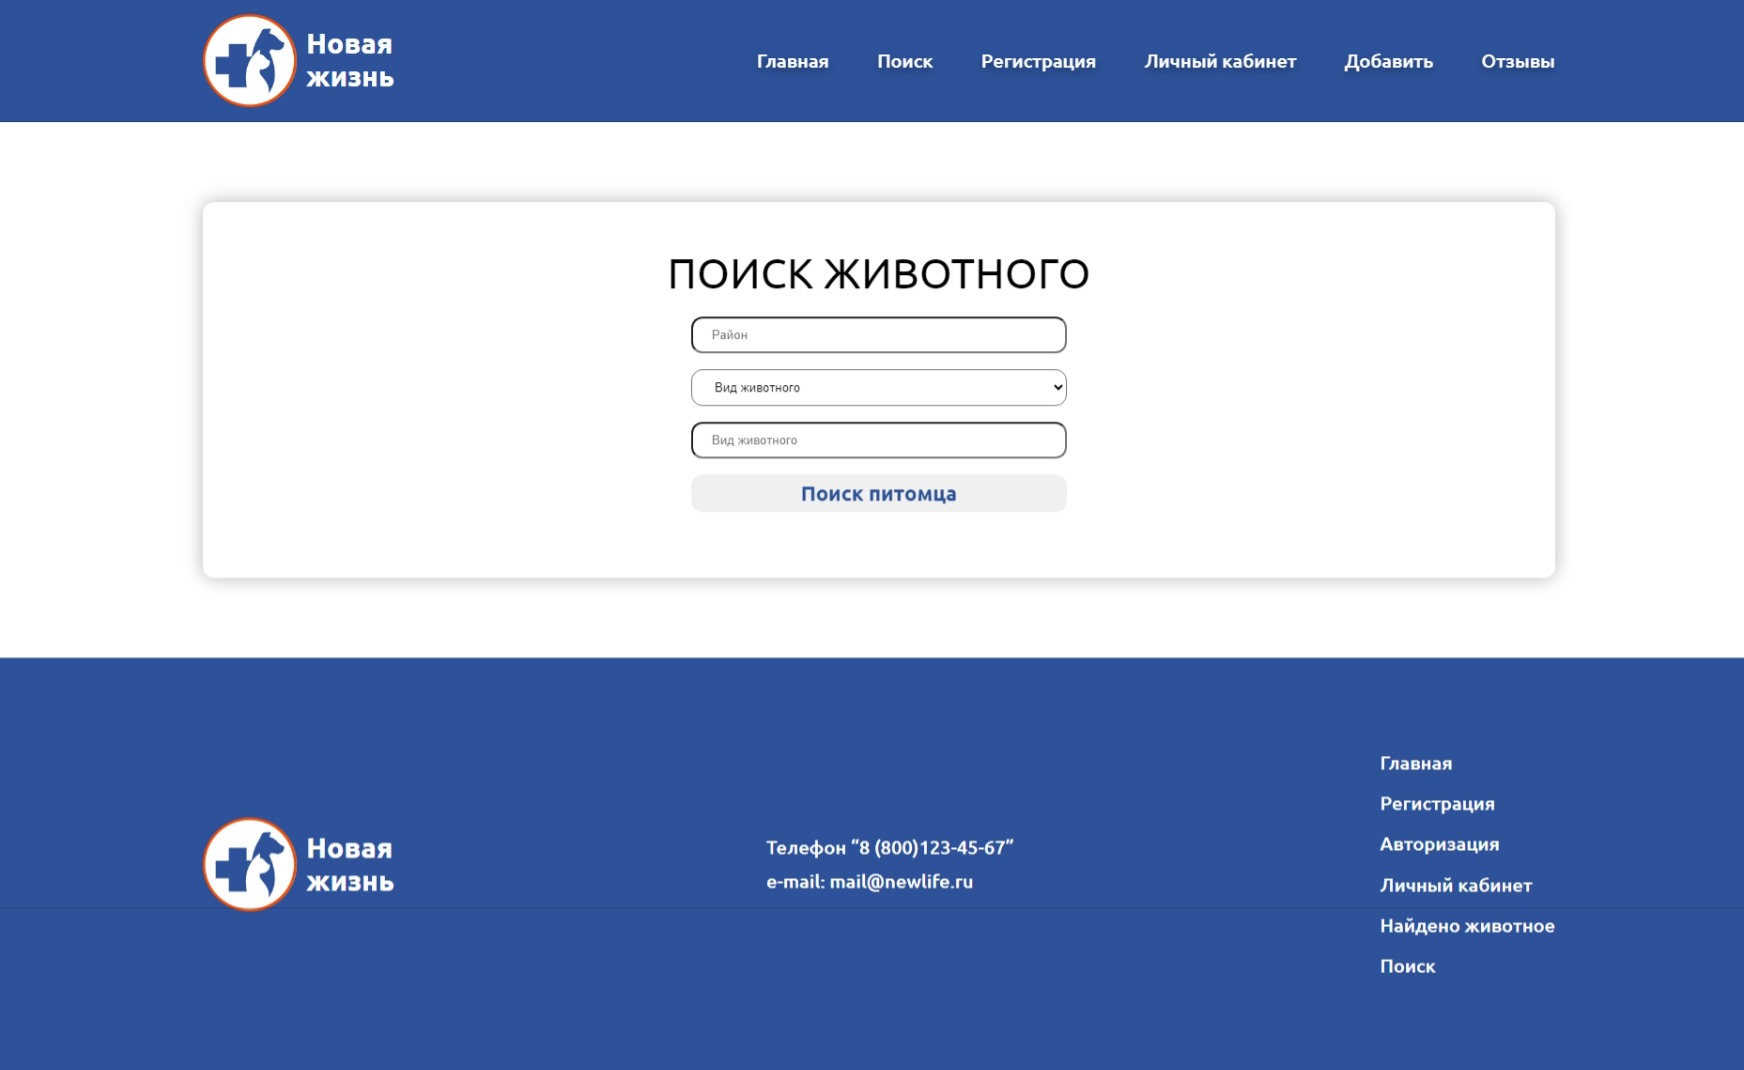 Новая
жизнь
Главная
Поиск
Регистрация
Личный кабинет
Добавить
Отзывы
ПОИСК ЖИВОТНОГО
Район
Вид животного
Вид животного
Поиск питомца
Новая
жизнь
Телефон “8 (800)123-45-67”
e-mail: mail@newlife.ru
Главная
Регистрация
Авторизация
Личный кабинет
Найдено животное
Поиск